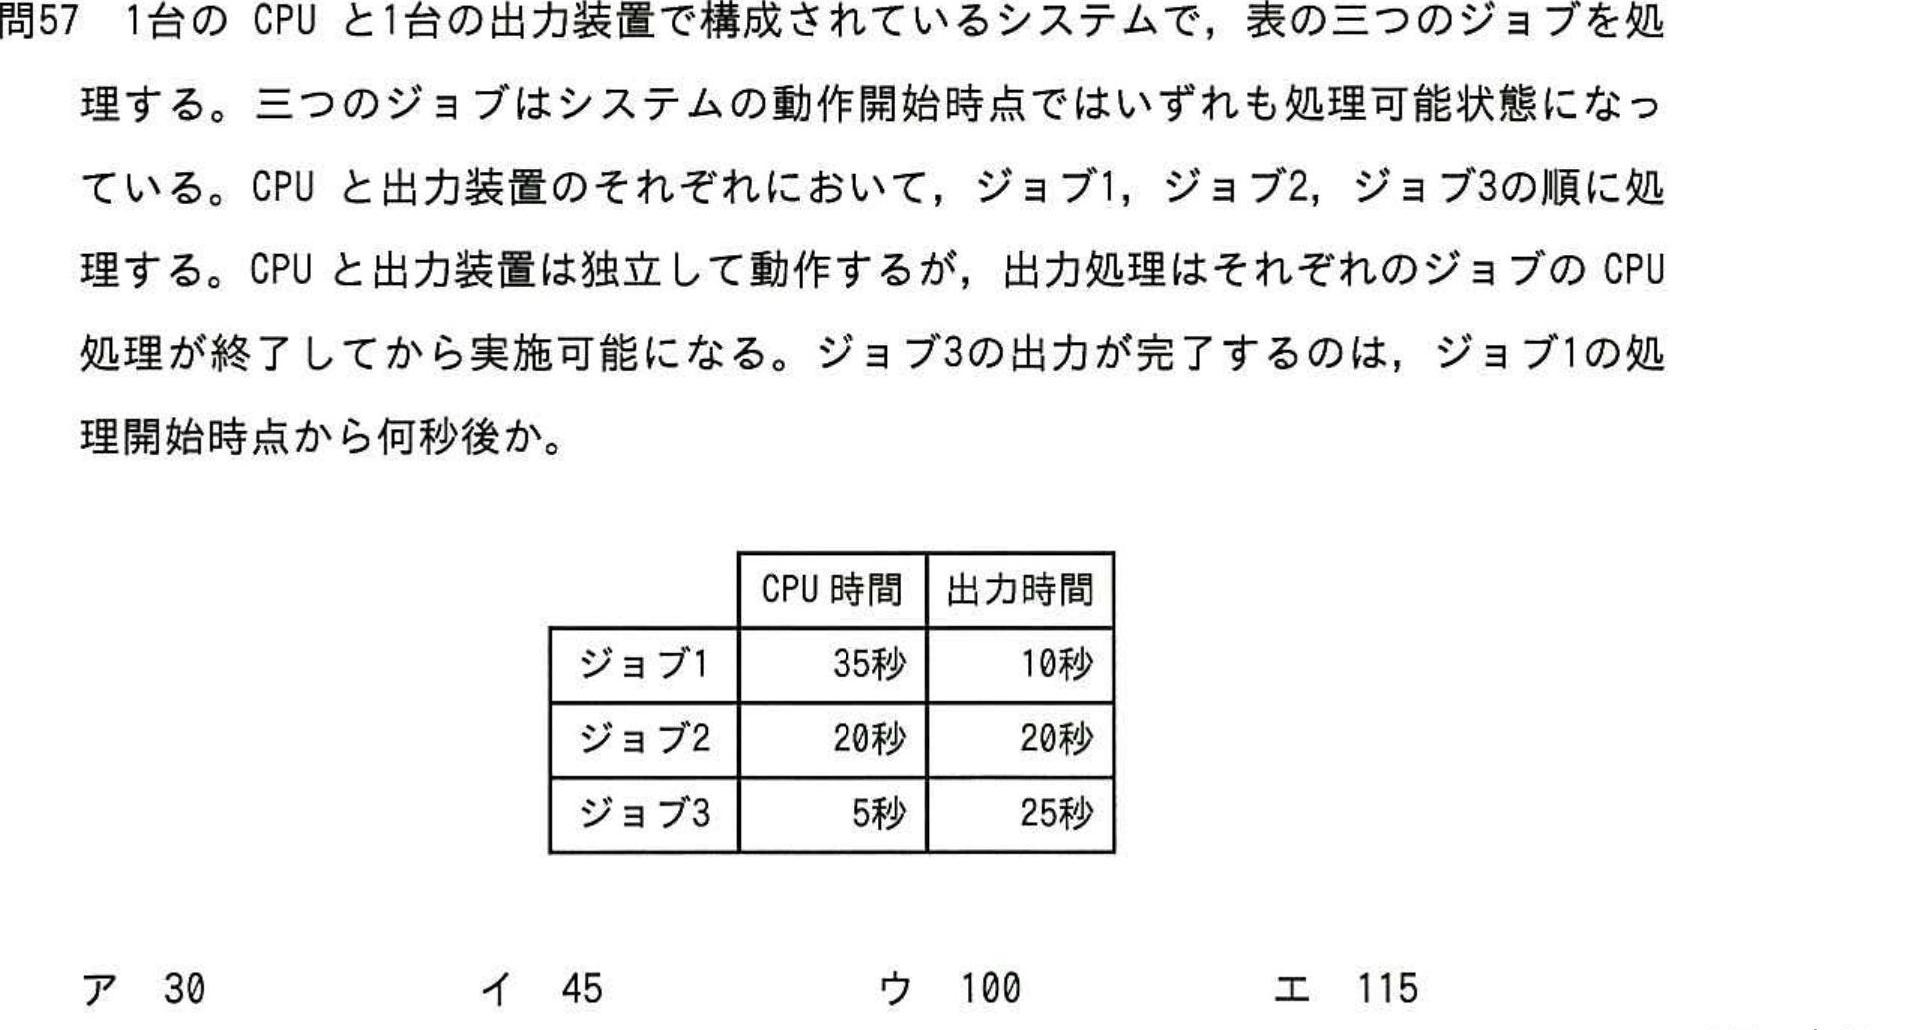 問57　1台の CPU と1台の出力装置で構成されているシステムで，表の三つのジョブを処
理する。三つのジョブはシステムの動作開始時点ではいずれも処理可能状態になっ
ている。CPU と出力装置のそれぞれにおいて，ジョブ1，ジョブ2，ジョブ3の順に処
理する。CPU と出力装置は独立して動作するが，出力処理はそれぞれのジョブの CPU
処理が終了してから実施可能になる。ジョブ3の出力が完了するのは，ジョブ1の処
理開始時点から何秒後か。
CPU 時間　出力時間
ジョブ1　35秒　10秒
ジョブ2　20秒　20秒
ジョブ3　5秒　25秒
ア　30　イ　45　ウ　100　エ　115